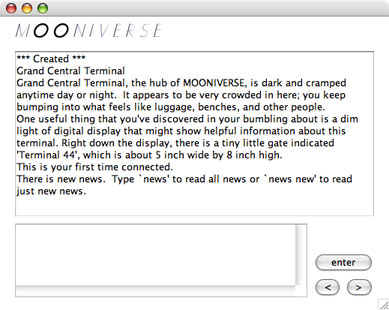 MOONIVERSE
*** Created ***
Grand Central Terminal
Grand Central Terminal, the hub of MOONIVERSE, is dark and cramped
anytime day or night.  It appears to be very crowded in here; you keep
bumping into what feels like luggage, benches, and other people.
One useful thing that you've discovered in your bumbling about is a dim
light of digital display that might show helpful information about this
terminal. Right down the display, there is a tiny little gate indicated
'Terminal 44', which is about 5 inch wide by 8 inch high.
This is your first time connected.
There is new news.  Type `news' to read all news or `news new' to read
just new news.
enter
< >